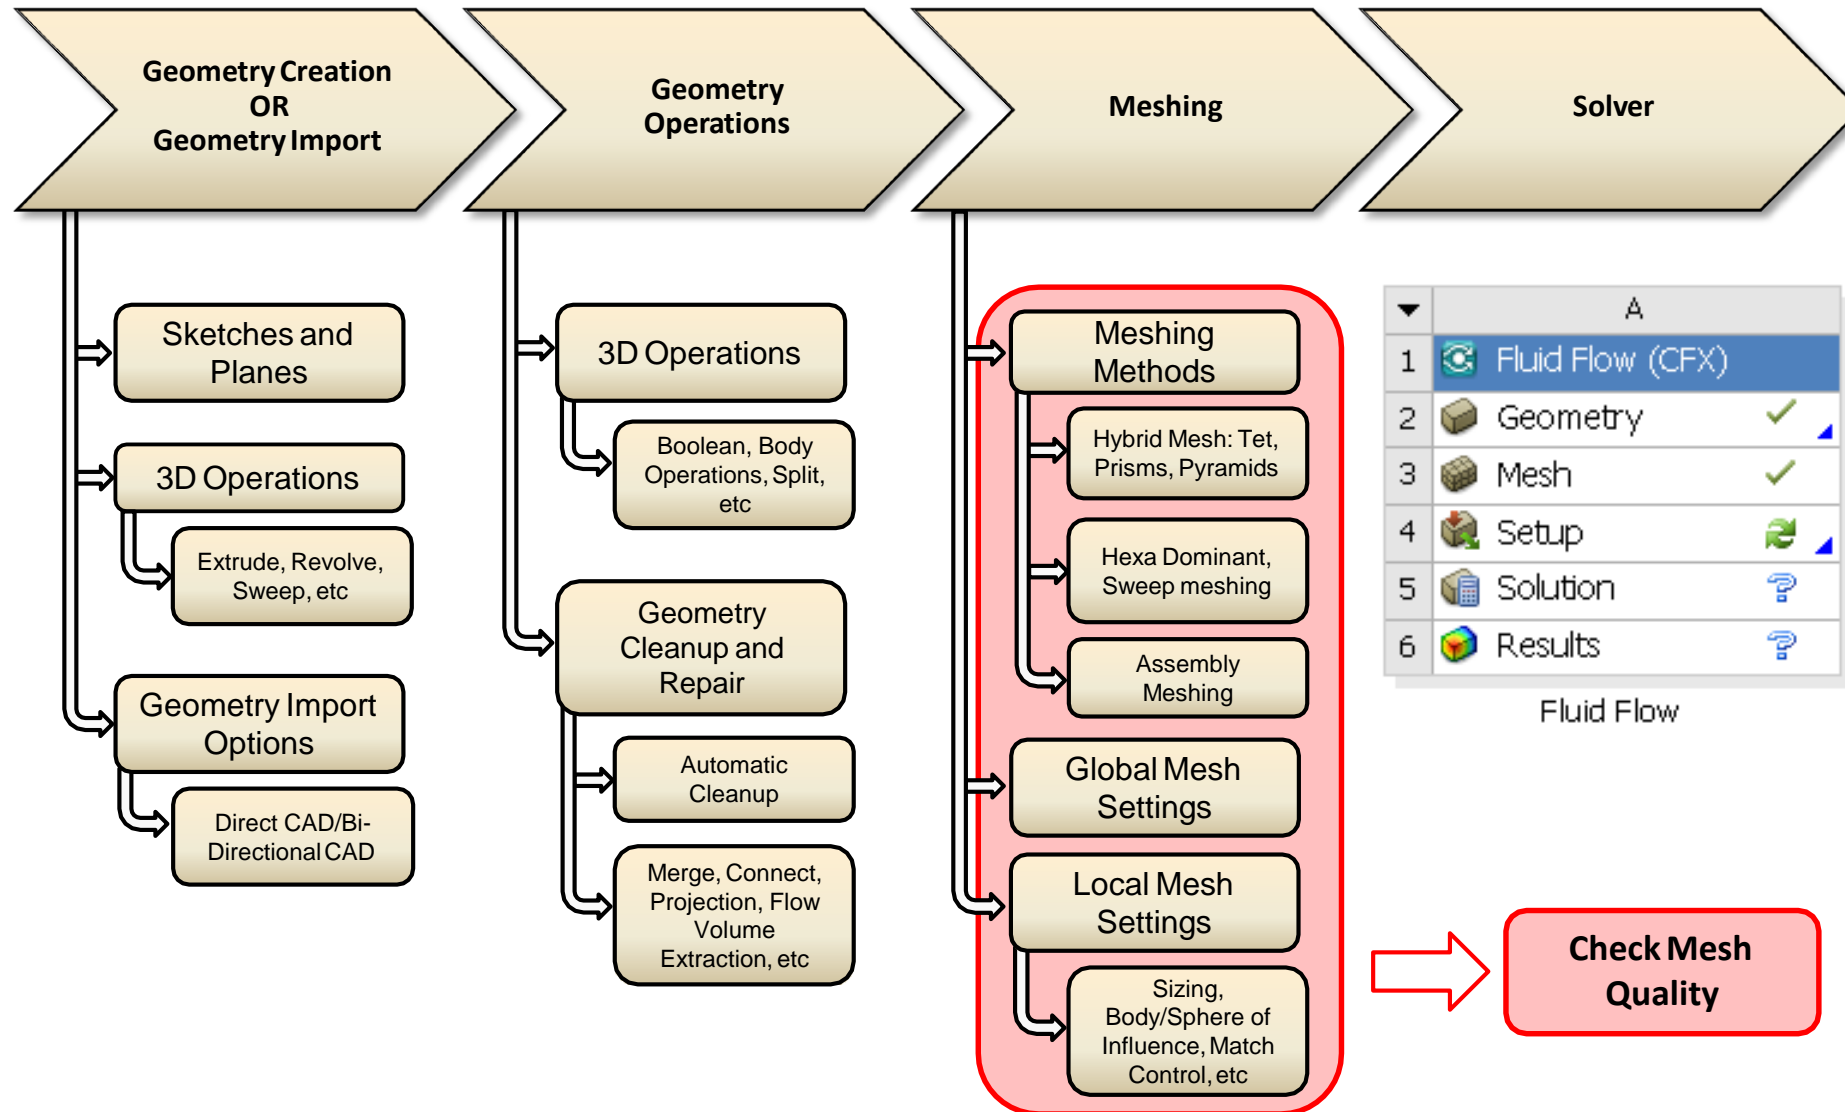 Geometry Creation
OR
Geometry Import
Geometry
Operations
Meshing
Solver
Sketches and
Planes
3D Operations
Extrude, Revolve,
Sweep, etc
Geometry Import
Options
Direct CAD/Bi-
Directional CAD
3D Operations
Boolean, Body
Operations, Split,
etc
Geometry
Cleanup and
Repair
Automatic
Cleanup
Merge, Connect,
Projection, Flow
Volume
Extraction, etc
Meshing
Methods
Hybrid Mesh: Tet,
Prisms, Pyramids
Hexa Dominant,
Sweep meshing
Assembly
Meshing
Global Mesh
Settings
Local Mesh
Settings
Sizing,
Body/Sphere of
Influence, Match
Control, etc
A
1 Fluid Flow (CFX)
2 Geometry
3 Mesh
4 Setup
5 Solution ?
6 Results ?
Fluid Flow
Check Mesh
Quality